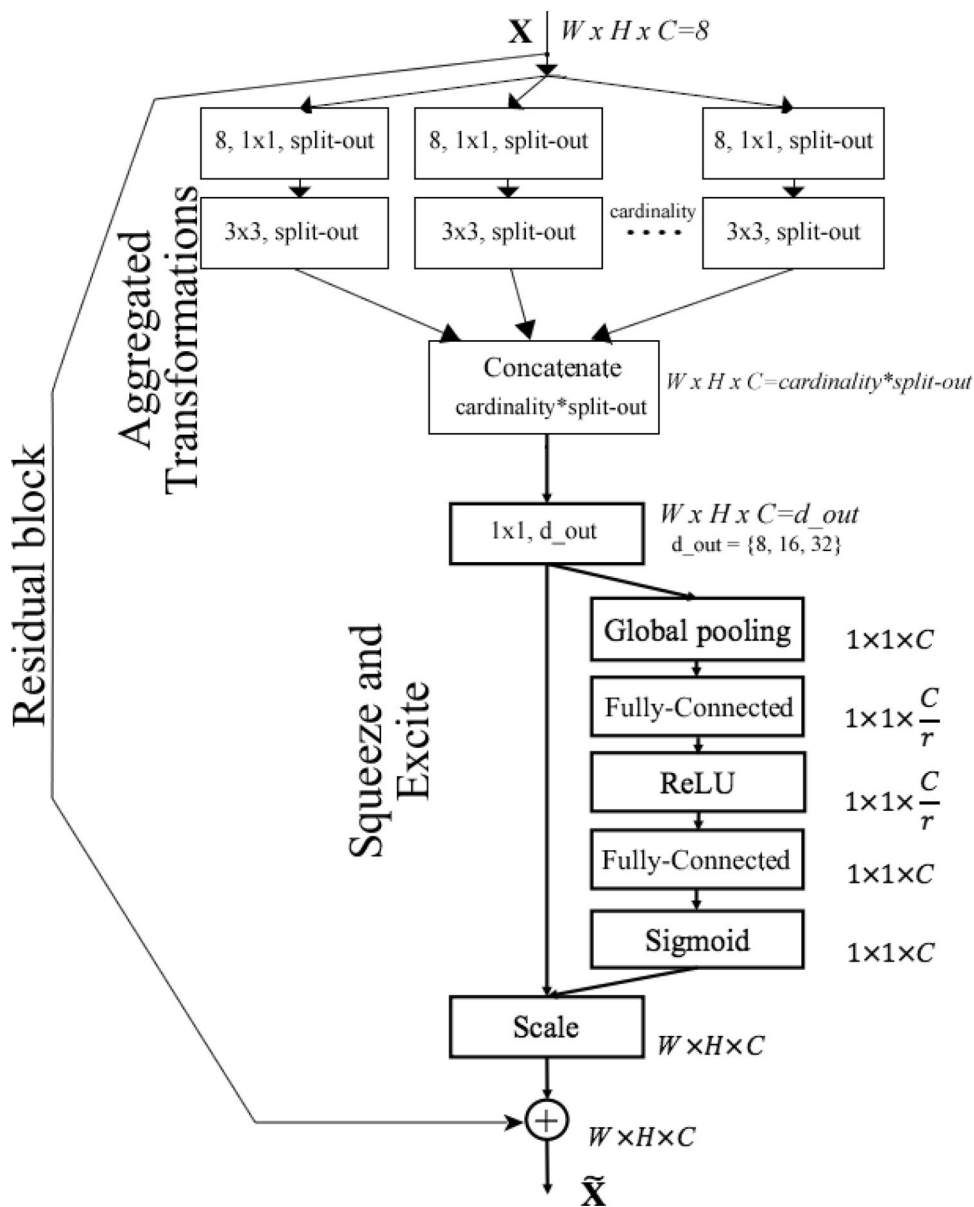 X W x H x C=8
8, 1x1, split-out
8, 1x1, split-out
8, 1x1, split-out
3x3, split-out
3x3, split-out
cardinality
. . . .
3x3, split-out
Aggregated
Transformations
Concatenate
cardinality*split-out
W x H x C=cardinality*split-out
Residual block
1x1, d_out
W x H x C=d_out
d_out = {8, 16, 32}
Squeeze and
Excite
Global pooling
1×1×C
Fully-Connected
1×1×C/r
ReLU
1×1×C/r
Fully-Connected
1×1×C
Sigmoid
1×1×C
Scale
W×H×C
+
W×H×C
X̃